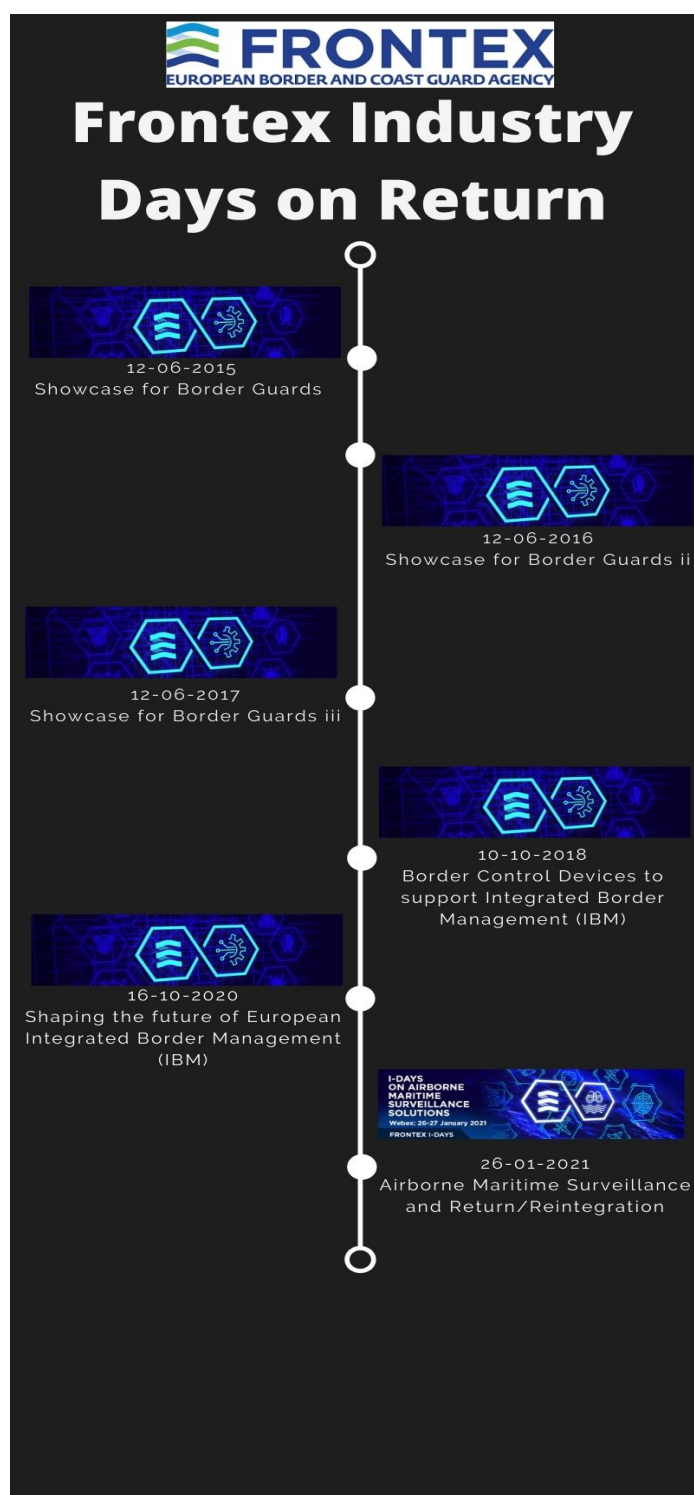 FRONTEX
EUROPEAN BORDER AND COAST GUARD AGENCY
Frontex Industry
Days on Return
12-06-2015
Showcase for Border Guards
12-06-2016
Showcase for Border Guards ii
12-06-2017
Showcase for Border Guards iii
10-10-2018
Border Control Devices to
support Integrated Border
Management (IBM)
16-10-2020
Shaping the future of European
Integrated Border Management
(IBM)
I-DAYS
ON AIRBORNE
MARITIME
SURVEILLANCE
SOLUTIONS
Webex: 26-27 January 2021
FRONTEX I-DAYS
26-01-2021
Airborne Maritime Surveillance
and Return/Reintegration